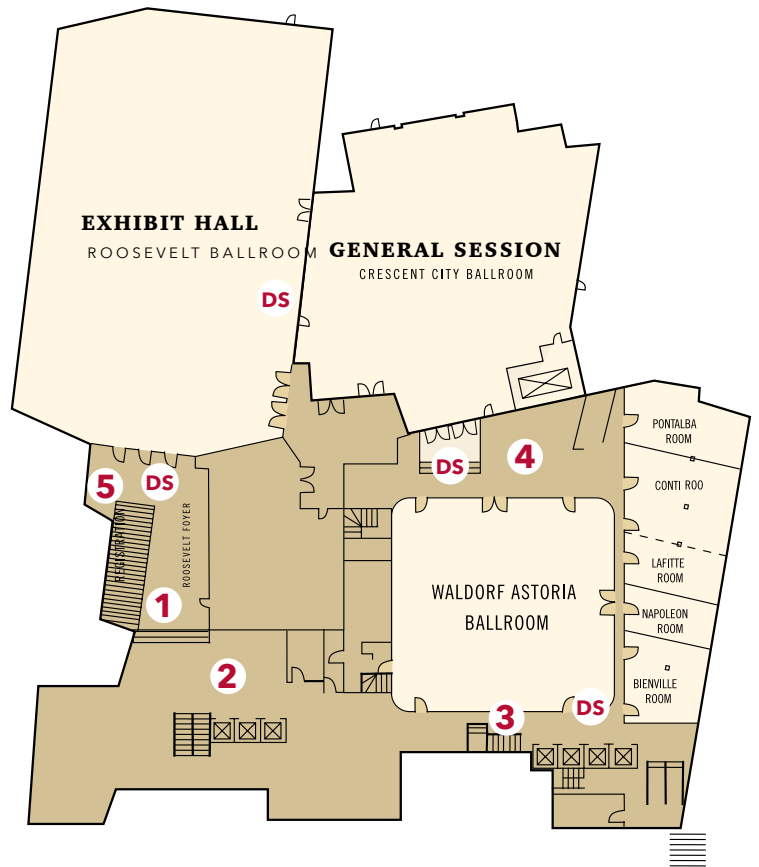 EXHIBIT HALL
ROOSEVELT BALLROOM
GENERAL SESSION
CRESCENT CITY BALLROOM
DS
PONTALBA
ROOM
4
DS
5
DS
CONTI ROO
REGISTRATION
ROOSEVELT FOYER
LAFITTE
ROOM
WALDORF ASTORIA
BALLROOM
1
NAPOLEON
ROOM
2
BIENVILLE
ROOM
3
DS